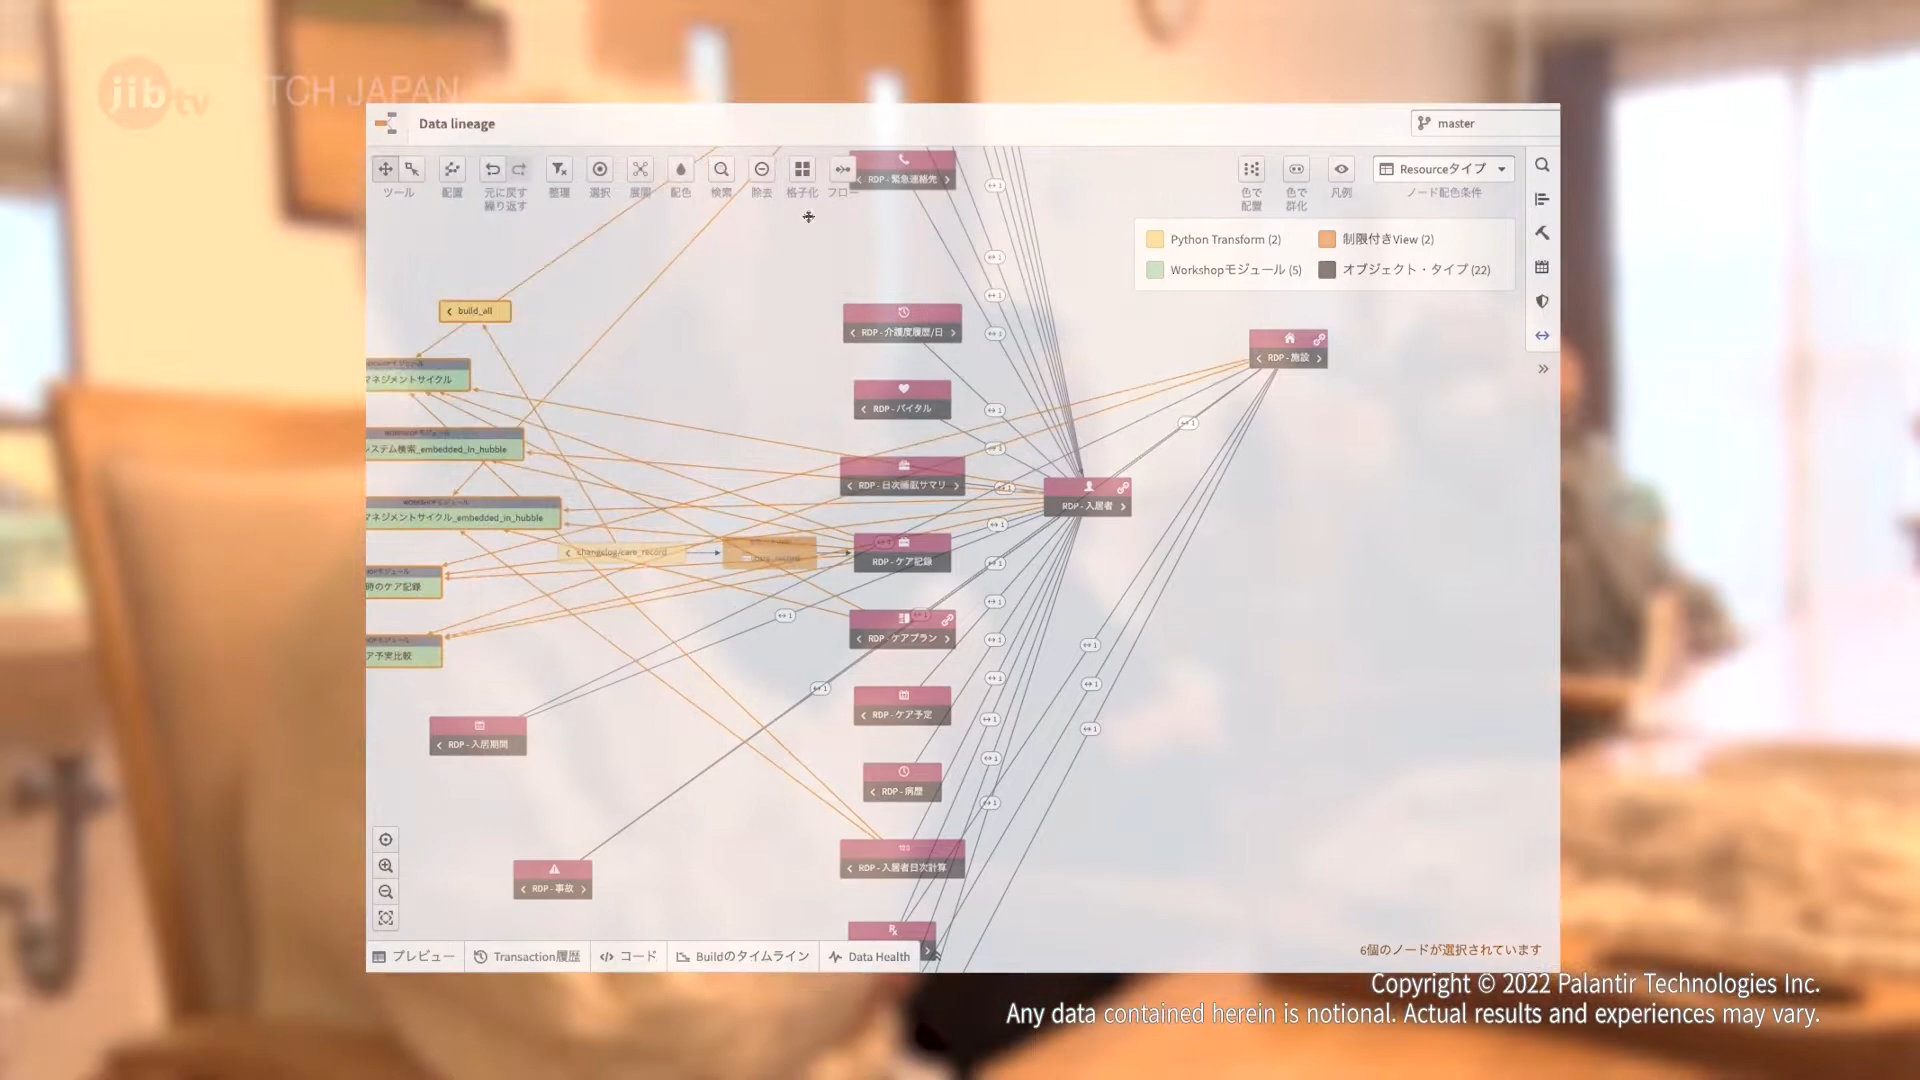 jibtv
TCH JAPAN
Data lineage
master
ツール
配置
元に戻す
繰り返す
整理
選択
展開
配色
検索
除去
格子化
フロー
色で
配置
色で
群化
凡例
Resourceタイプ
ノード配色条件
Python Transform (2)
制限付きView (2)
Workshopモジュール (5)
オブジェクト・タイプ (22)
RDP - 緊急連絡先
build_all
RDP - 介護度履歴/日
RDP - 施設
マネジメントサイクル
RDP - バイタル
システム検索_embedded_in_hubble
RDP - 日次睡眠サマリ
RDP - 入居者
マネジメントサイクル_embedded_in_hubble
changelog/care_record
care_record
RDP - ケア記録
時のケア記録
RDP - ケアプラン
ア予実比較
RDP - ケア予定
RDP - 入居期間
RDP - 病歴
RDP - 入居者日次計算
RDP - 事故
プレビュー
Transaction履歴
コード
Buildのタイムライン
Data Health
6個のノードが選択されています
Copyright © 2022 Palantir Technologies Inc.
Any data contained herein is notional. Actual results and experiences may vary.